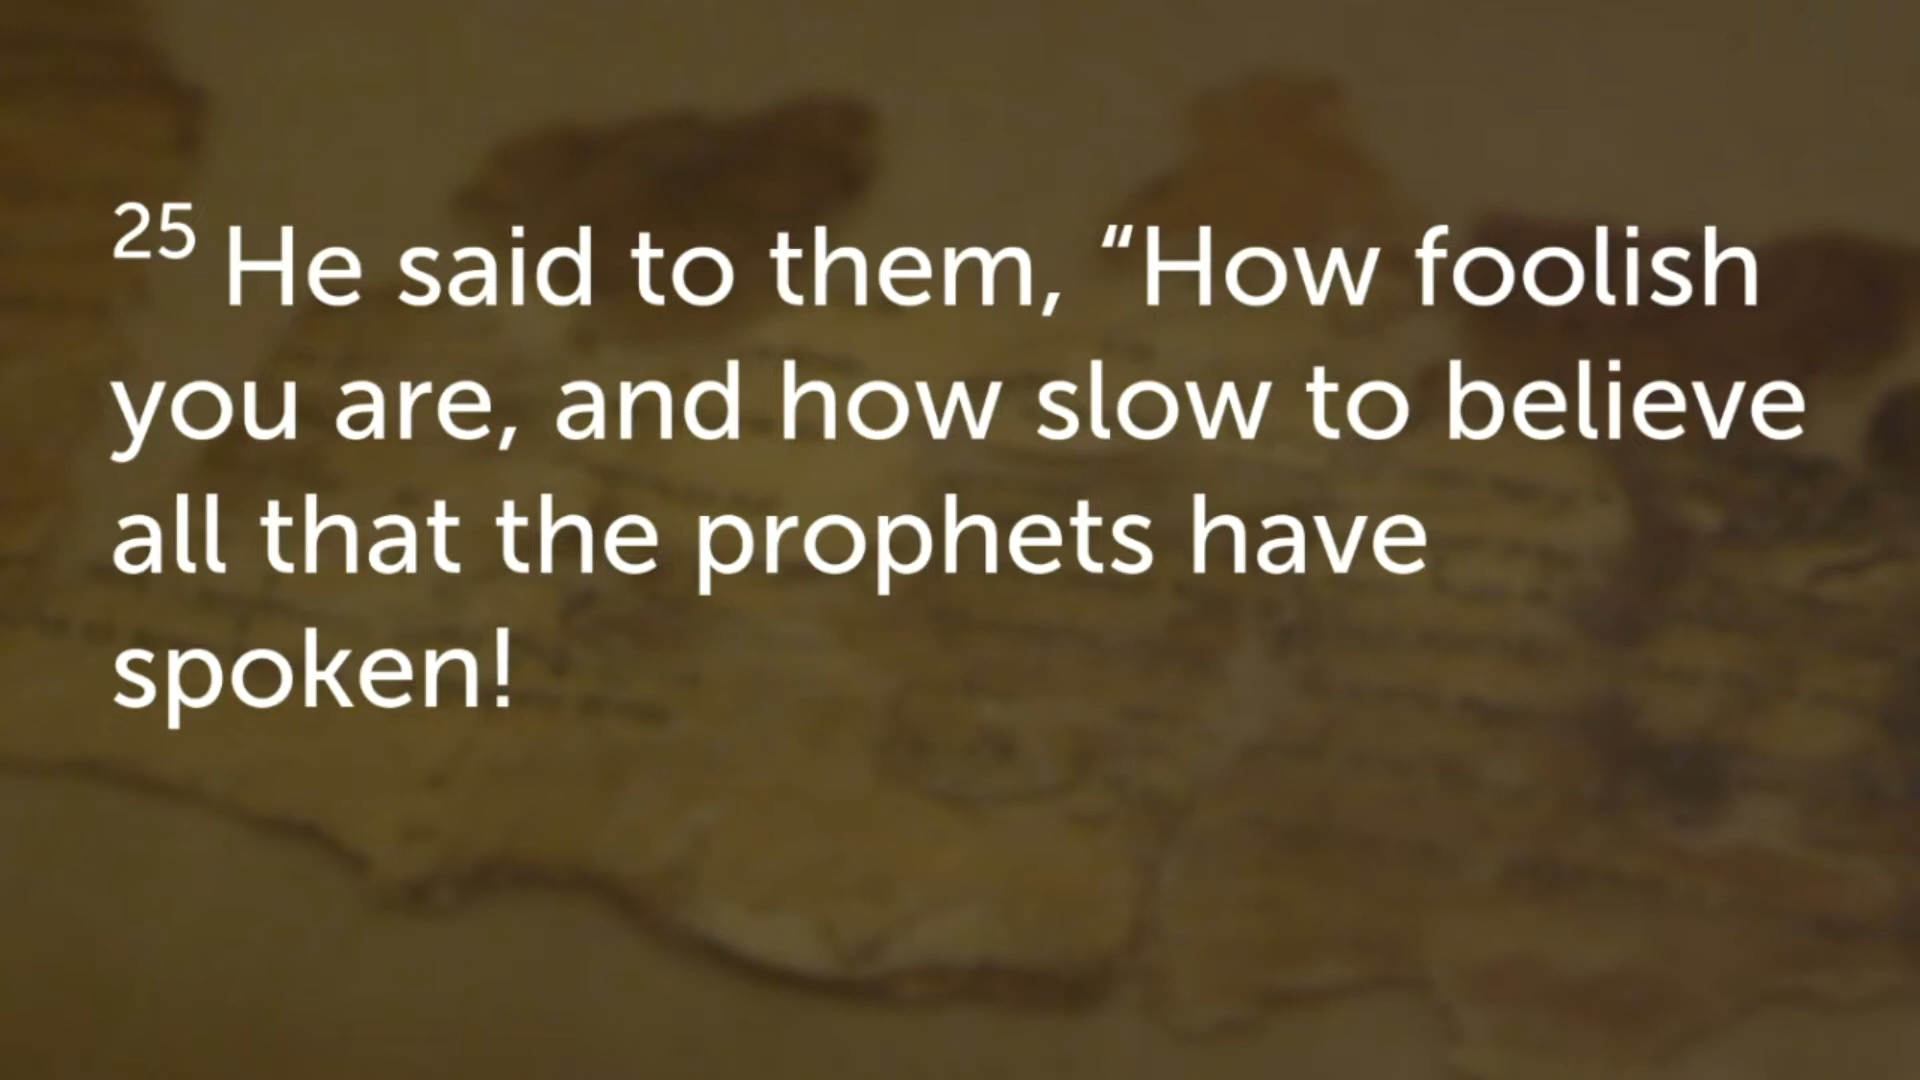 25 He said to them, “How foolish
you are, and how slow to believe
all that the prophets have
spoken!